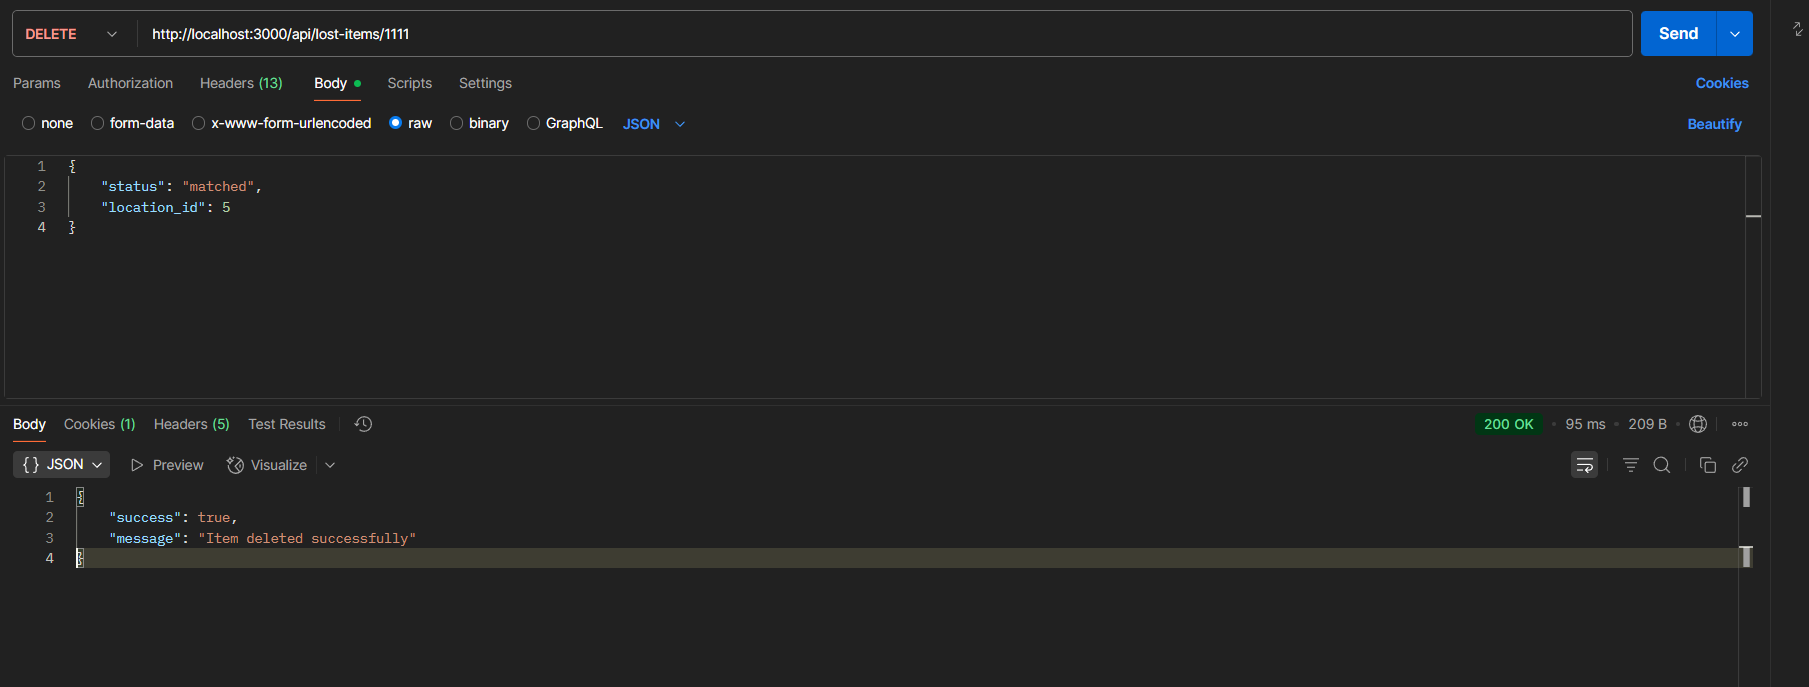 DELETE http://localhost:3000/api/lost-items/1111 Send
Params Authorization Headers (13) Body Scripts Settings Cookies
none form-data x-www-form-urlencoded raw binary GraphQL JSON Beautify
1 {
2 "status": "matched",
3 "location_id": 5
4 }
Body Cookies (1) Headers (5) Test Results 200 OK 95 ms 209 B
{} JSON Preview Visualize
1 {
2 "success": true,
3 "message": "Item deleted successfully"
4 }